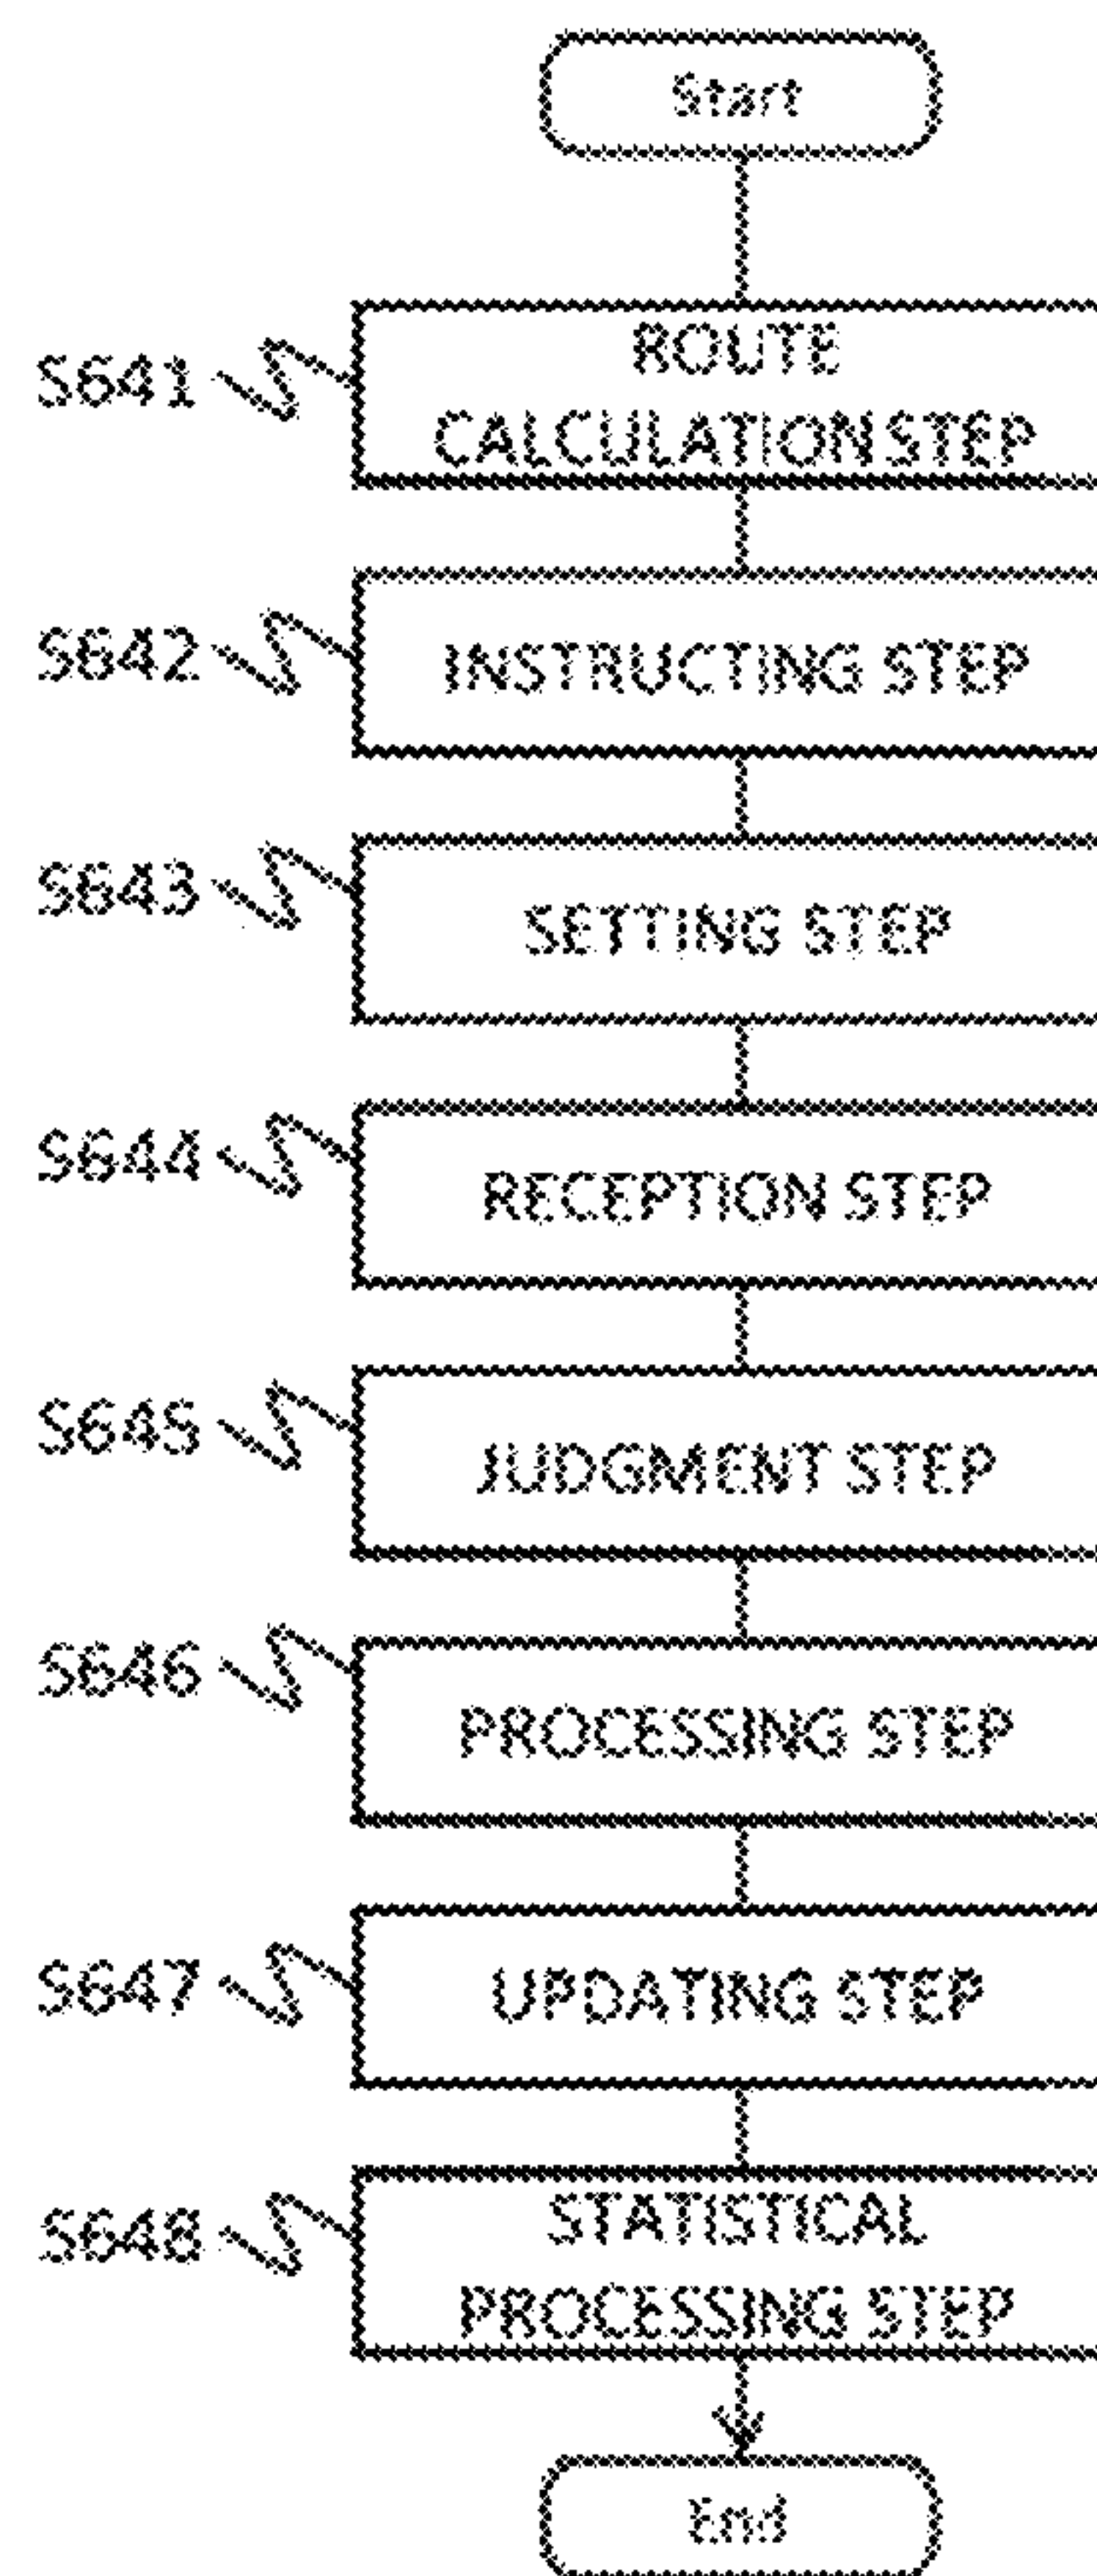 Start
S641
ROUTE
CALCULATION STEP
S642
INSTRUCTING STEP
S643
SETTING STEP
S644
RECEPTION STEP
S645
JUDGMENT STEP
S646
PROCESSING STEP
S647
UPDATING STEP
S648
STATISTICAL
PROCESSING STEP
End